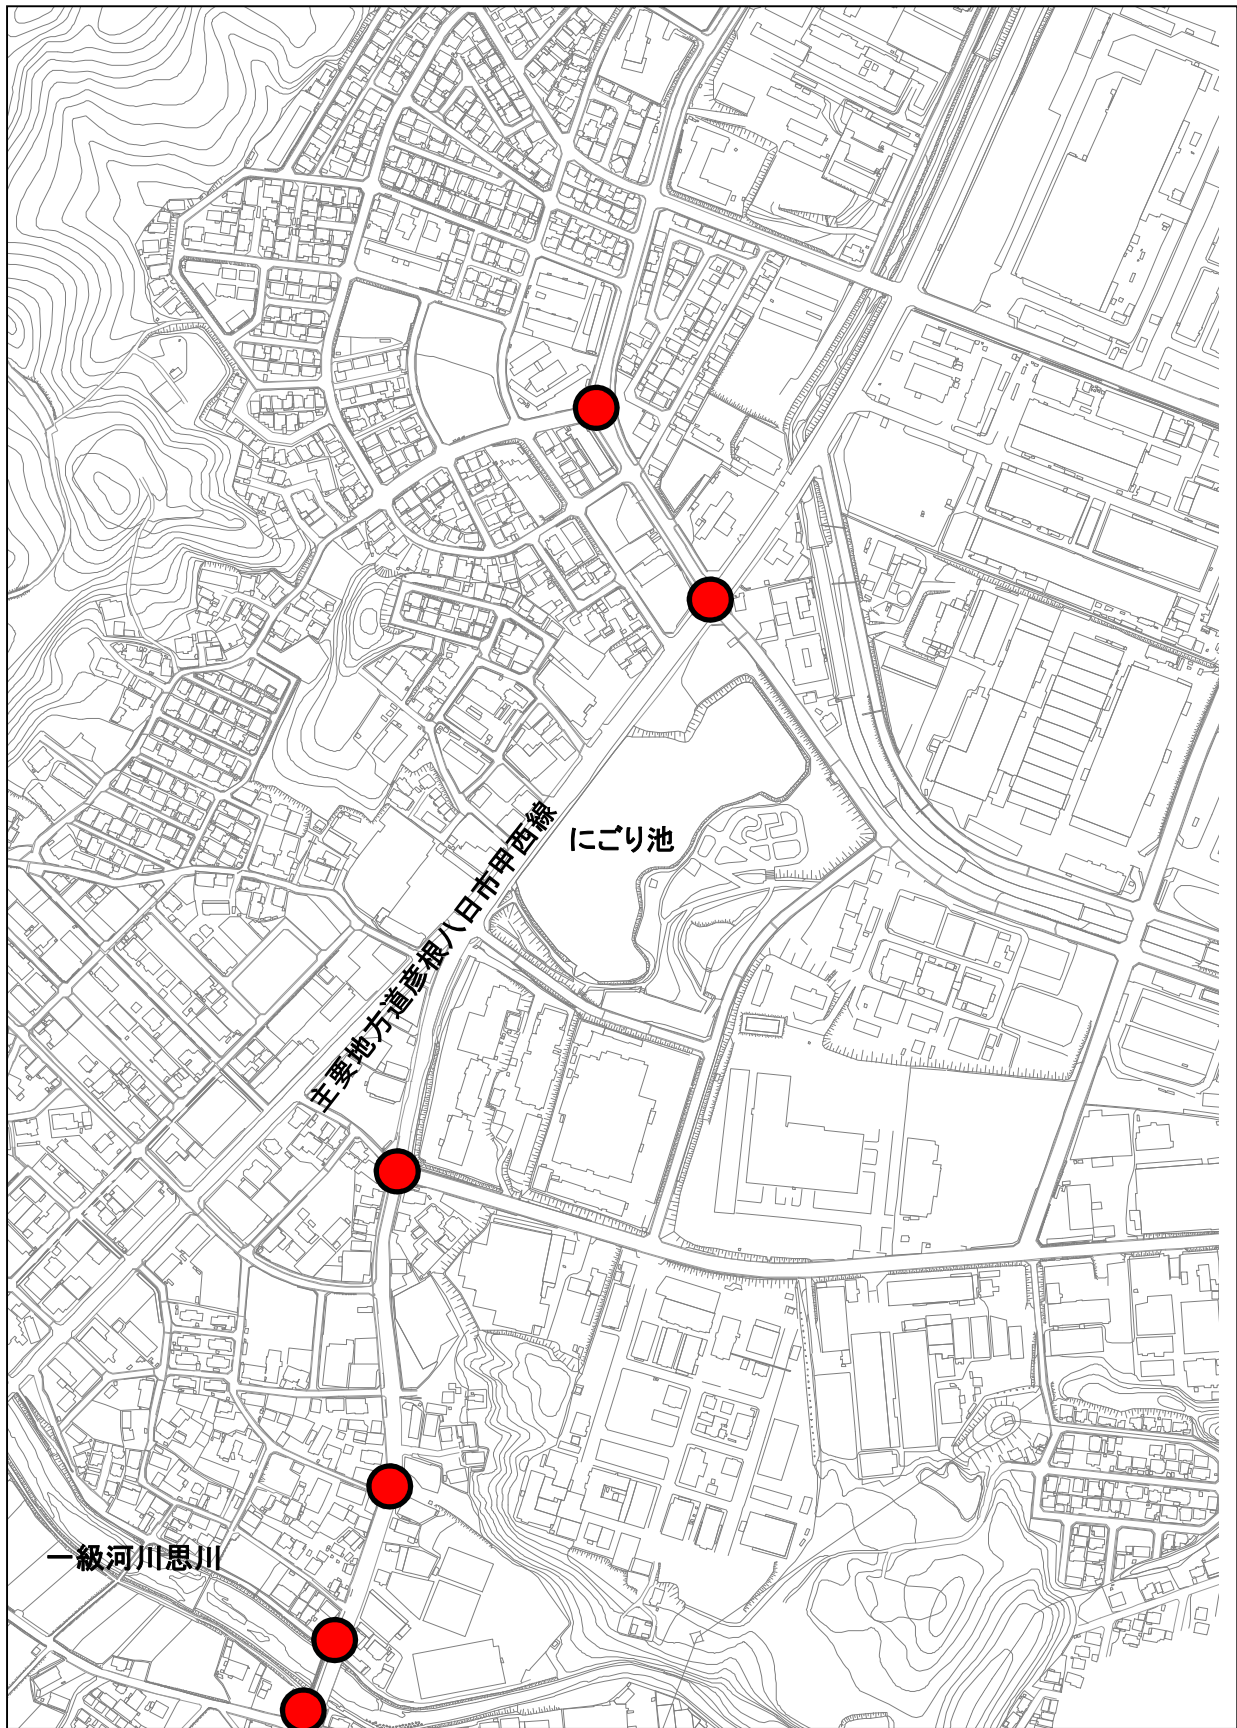 にごり池
主要地方道彦根八日市甲西線
一級河川思川